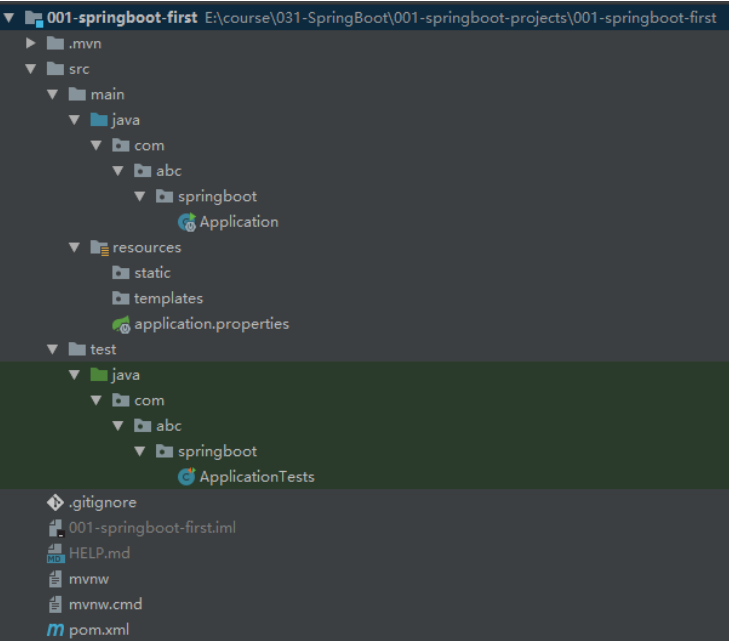 001-springboot-first E:\course\031-SpringBoot\001-springboot-projects\001-springboot-first
.mvn
src
main
java
com
abc
springboot
Application
resources
static
templates
application.properties
test
java
com
abc
springboot
ApplicationTests
.gitignore
001-springboot-first.iml
HELP.md
mvnw
mvnw.cmd
pom.xml